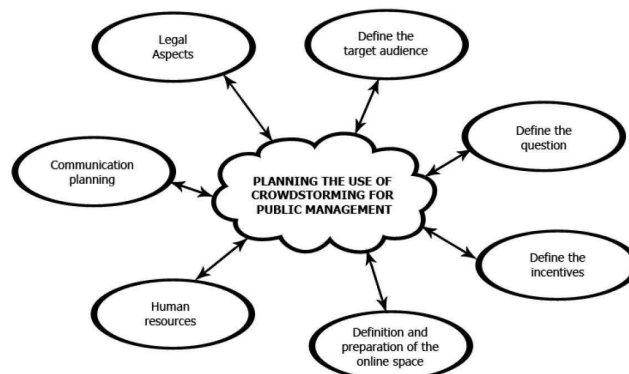 Legal
Aspects
Define the
target audience
Define the
question
Communication
planning
PLANNING THE USE OF
CROWDSTORMING FOR
PUBLIC MANAGEMENT
Define the
incentives
Human
resources
Definition and
preparation of the
online space